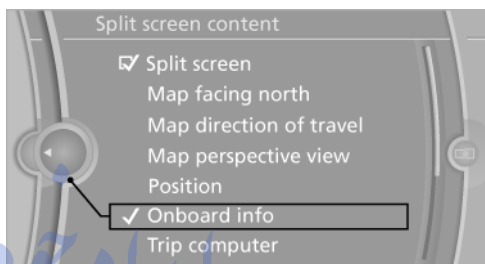 Split screen content
Split screen
Map facing north
Map direction of travel
Map perspective view
Position
Onboard info
Trip computer